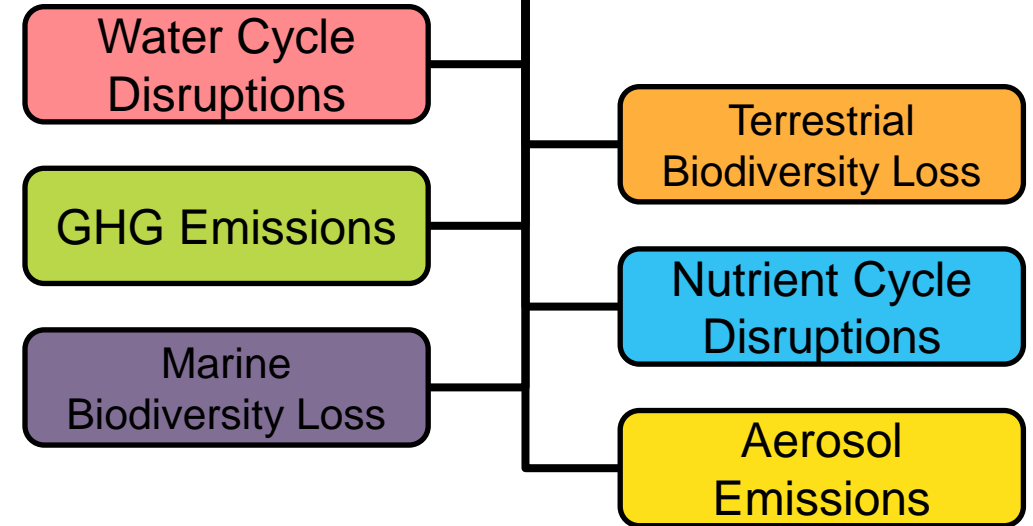 Water Cycle
Disruptions
Terrestrial
Biodiversity Loss
GHG Emissions
Nutrient Cycle
Disruptions
Marine
Biodiversity Loss
Aerosol
Emissions